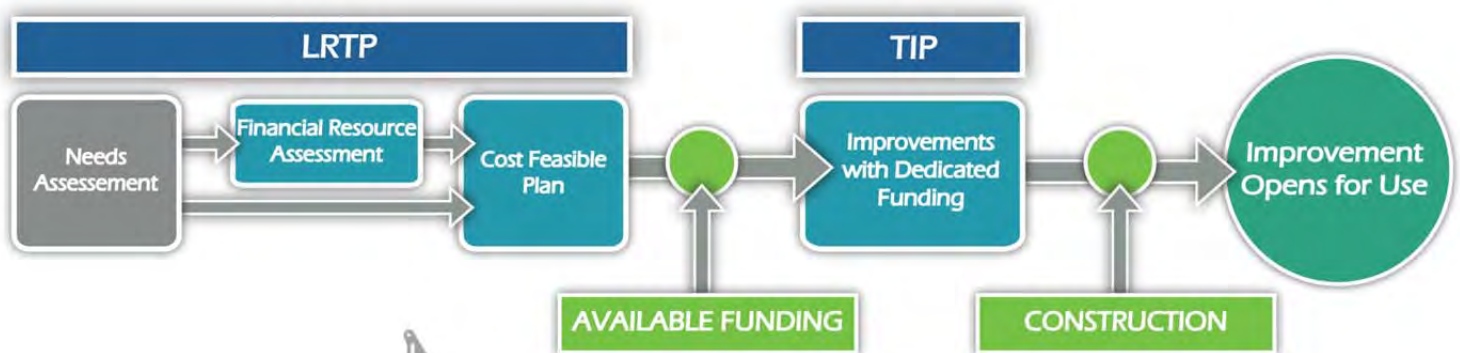 LRTP
TIP
Needs
Assessement
Financial Resource
Assessment
Cost Feasible
Plan
Improvements
with Dedicated
Funding
Improvement
Opens for Use
AVAILABLE FUNDING
CONSTRUCTION